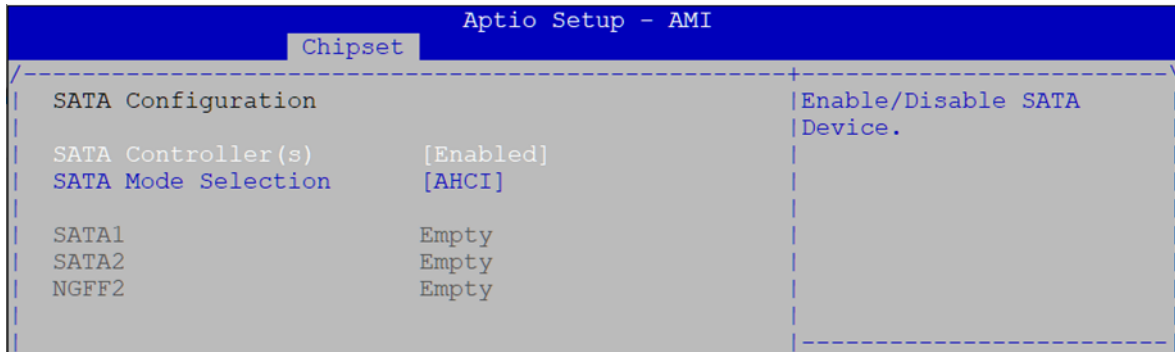 Aptio Setup - AMI
Chipset
SATA Configuration
Enable/Disable SATA
Device.
SATA Controller(s) [Enabled]
SATA Mode Selection [AHCI]
SATA1 Empty
SATA2 Empty
NGFF2 Empty